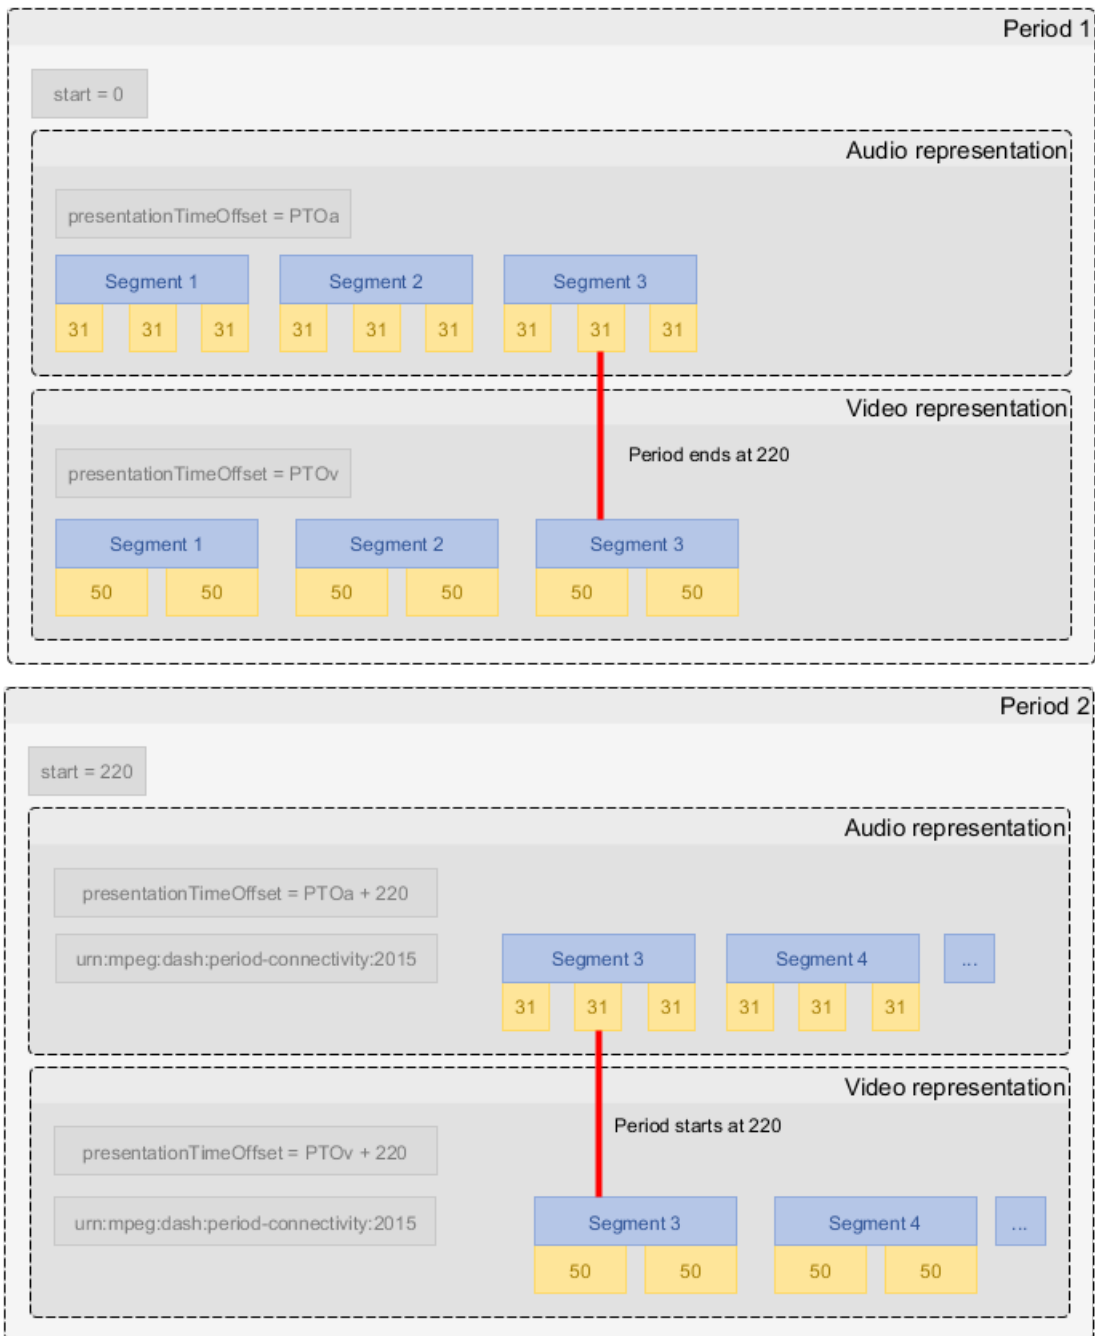 Period 1
start = 0
Audio representation
presentationTimeOffset = PTOa
Segment 1 Segment 2 Segment 3
31 31 31 31 31 31 31 31 31
Video representation
Period ends at 220
presentationTimeOffset = PTOv
Segment 1 Segment 2 Segment 3
50 50 50 50 50 50
Period 2
start = 220
Audio representation
presentationTimeOffset = PTOa + 220
urn:mpeg:dash:period-connectivity:2015 Segment 3 Segment 4 ...
31 31 31 31 31 31
Video representation
Period starts at 220
presentationTimeOffset = PTOv + 220
urn:mpeg:dash:period-connectivity:2015 Segment 3 Segment 4 ...
50 50 50 50